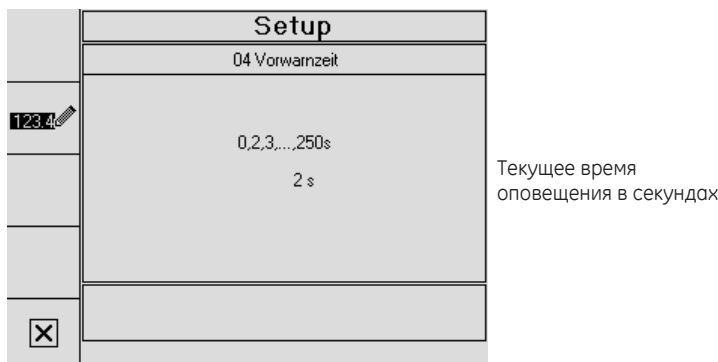 Setup
04 Vorwarnzeit
123.4
0,2,3,...,250s
2 s
Текущее время
оповещения в секундах